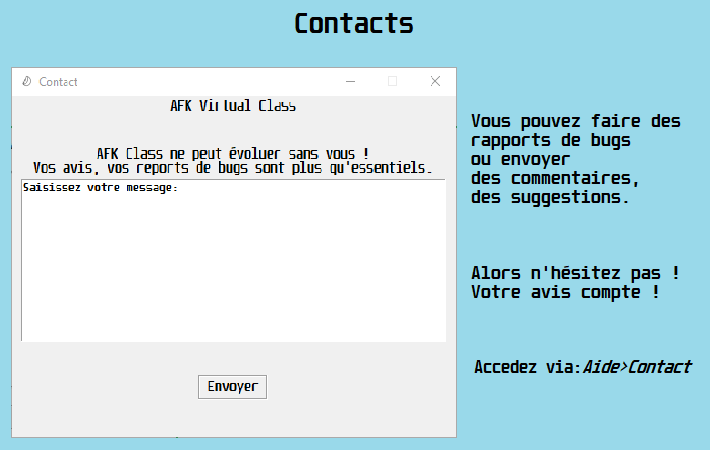 Contacts
Contact
AFK Virtual Class
AFK Class ne peut évoluer sans vous !
Vos avis, vos reports de bugs sont plus qu'essentiels.
Saisissez votre message:
Envoyer
Vous pouvez faire des
rapports de bugs
ou envoyer
des commentaires,
des suggestions.
Alors n'hésitez pas !
Votre avis compte !
Accedez via:Aide>Contact